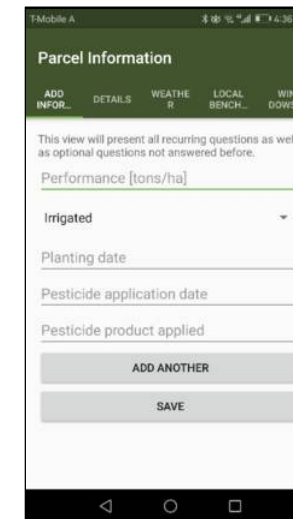 T-Mobile A 4:36
Parcel Information
ADD INFOR... DETAILS WEATHE R LOCAL BENCH... WIN DOWS
This view will present all recurring questions as well
as optional questions not answered before.
Performance [tons/ha]
Irrigated
Planting date
Pesticide application date
Pesticide product applied
ADD ANOTHER
SAVE